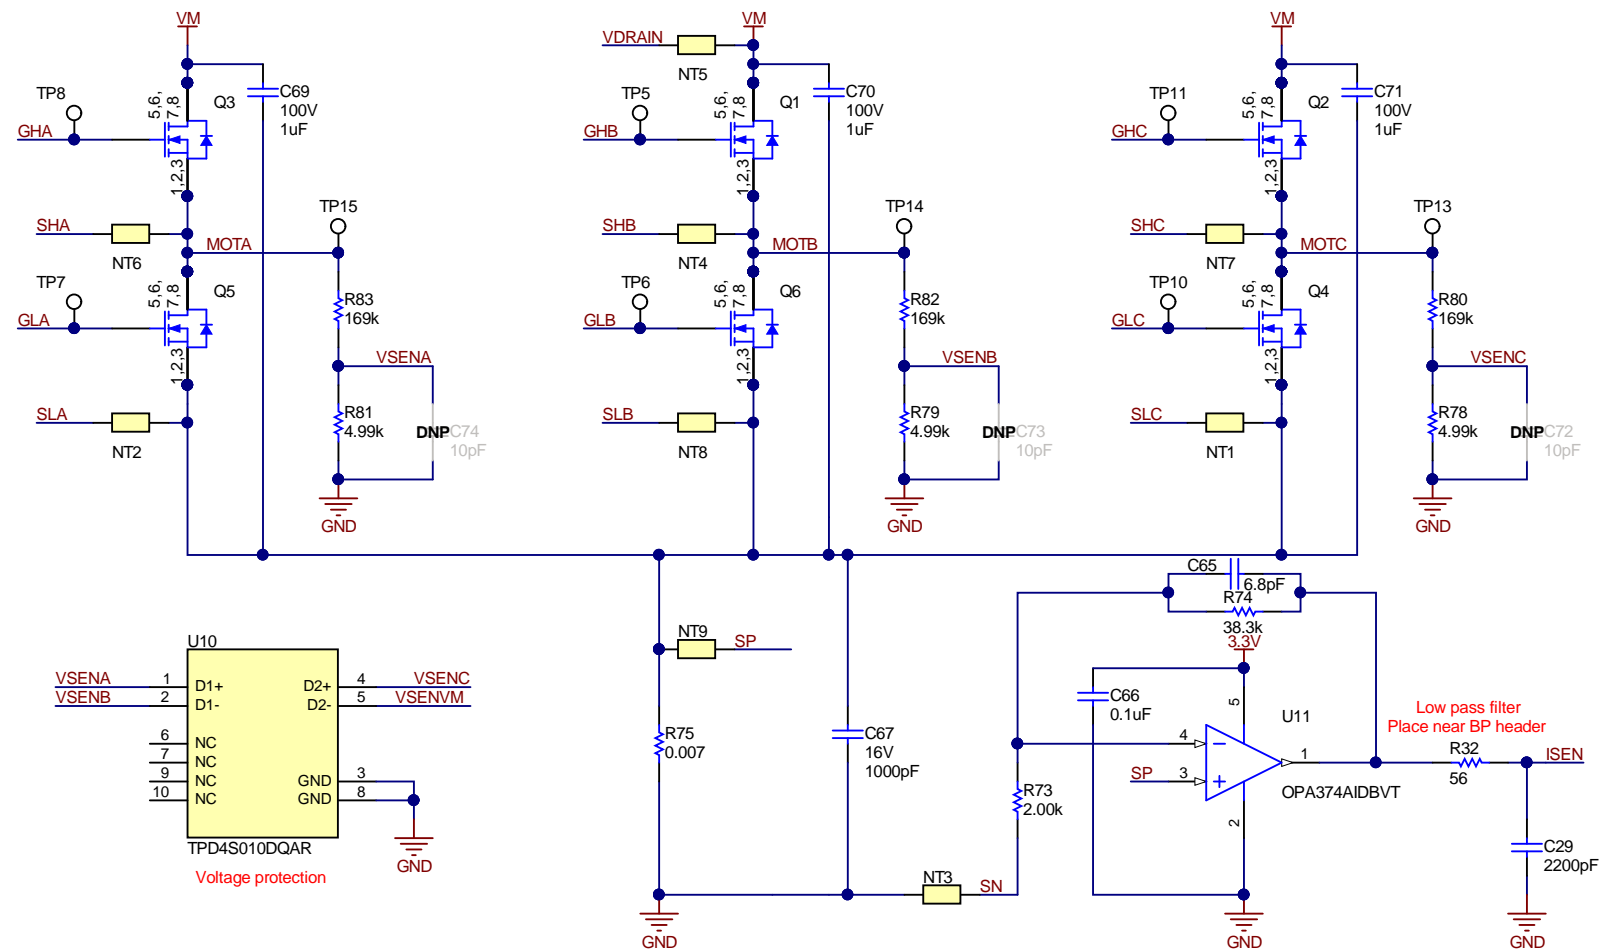 VM
VM
VM
VDRAIN
NT5
TP8
5,6,
7,8
Q3
C69
100V
1uF
GHA
1,2,3
TP5
5,6,
7,8
Q1
C70
100V
1uF
GHB
1,2,3
TP11
5,6,
7,8
Q2
C71
100V
1uF
GHC
1,2,3
SHA
NT6
MOTA
TP15
SHB
NT4
MOTB
TP14
SHC
NT7
MOTC
TP13
TP7
5,6,
7,8
Q5
GLA
1,2,3
R83
169k
VSENA
TP6
5,6,
7,8
Q6
GLB
1,2,3
R82
169k
VSENB
TP10
5,6,
7,8
Q4
GLC
1,2,3
R80
169k
VSENC
SLA
NT2
R81
4.99k
DNP
C74
10pF
GND
SLB
NT8
R79
4.99k
DNP
C73
10pF
GND
SLC
NT1
R78
4.99k
DNP
C72
10pF
GND
U10
VSENA 1 D1+
VSENB 2 D1-
D2+ 4 VSENC
D2- 5 VSENVM
6 NC
7 NC
9 NC
10 NC
GND 3
GND 8
GND
TPD4S010DQAR
Voltage protection
NT9
SP
R75
0.007
C67
16V
1000pF
GND
NT3
SN
C65
6.8pF
R74
38.3k
3.3V
C66
0.1uF
5
U11
4
SP
3
1
2
OPA374AIDBVT
R73
2.00k
GND
Low pass filter
Place near BP header
R32
56
ISEN
C29
2200pF
GND